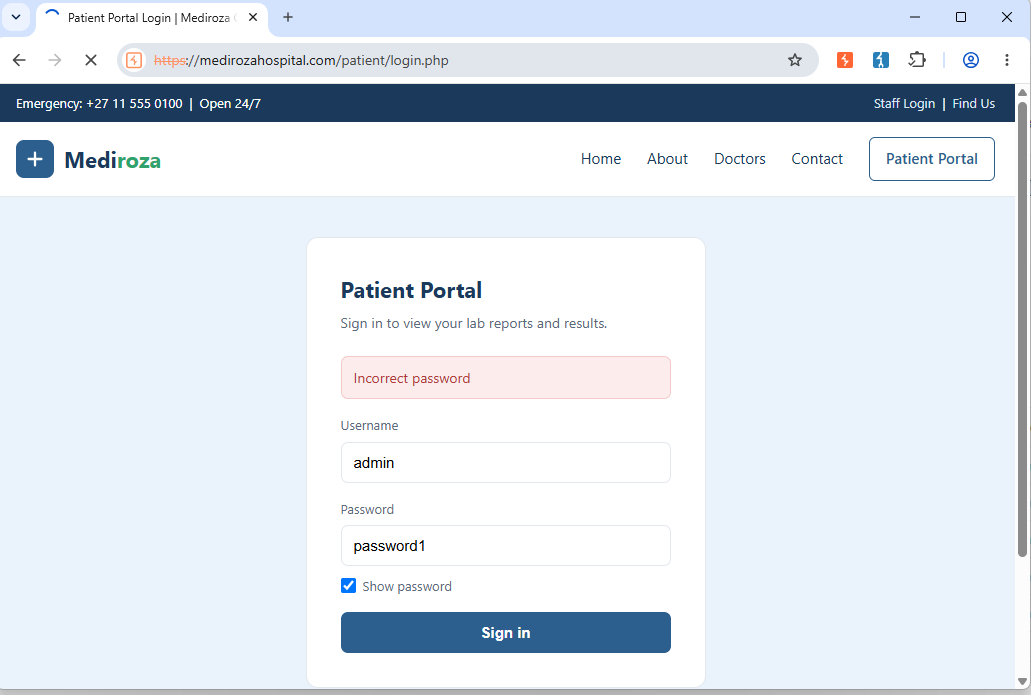 Patient Portal Login | Mediroza
https://medirozahospital.com/patient/login.php
Emergency: +27 11 555 0100 | Open 24/7
Staff Login | Find Us
Mediroza
Home About Doctors Contact Patient Portal
Patient Portal
Sign in to view your lab reports and results.
Incorrect password
Username
admin
Password
password1
Show password
Sign in